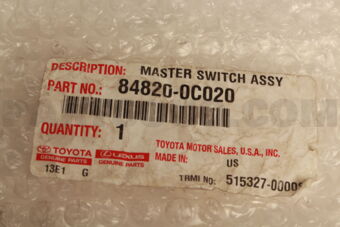 DESCRIPTION: MASTER SWITCH ASSY
PART NO.: 84820-0C020
QUANTITY: 1
TOYOTA MOTOR SALES, U.S.A., INC.
TOYOTA LEXUS MADE IN: US
GENUINE PARTS GENUINE PARTS
13E1 G TRMI No: 515327-0000